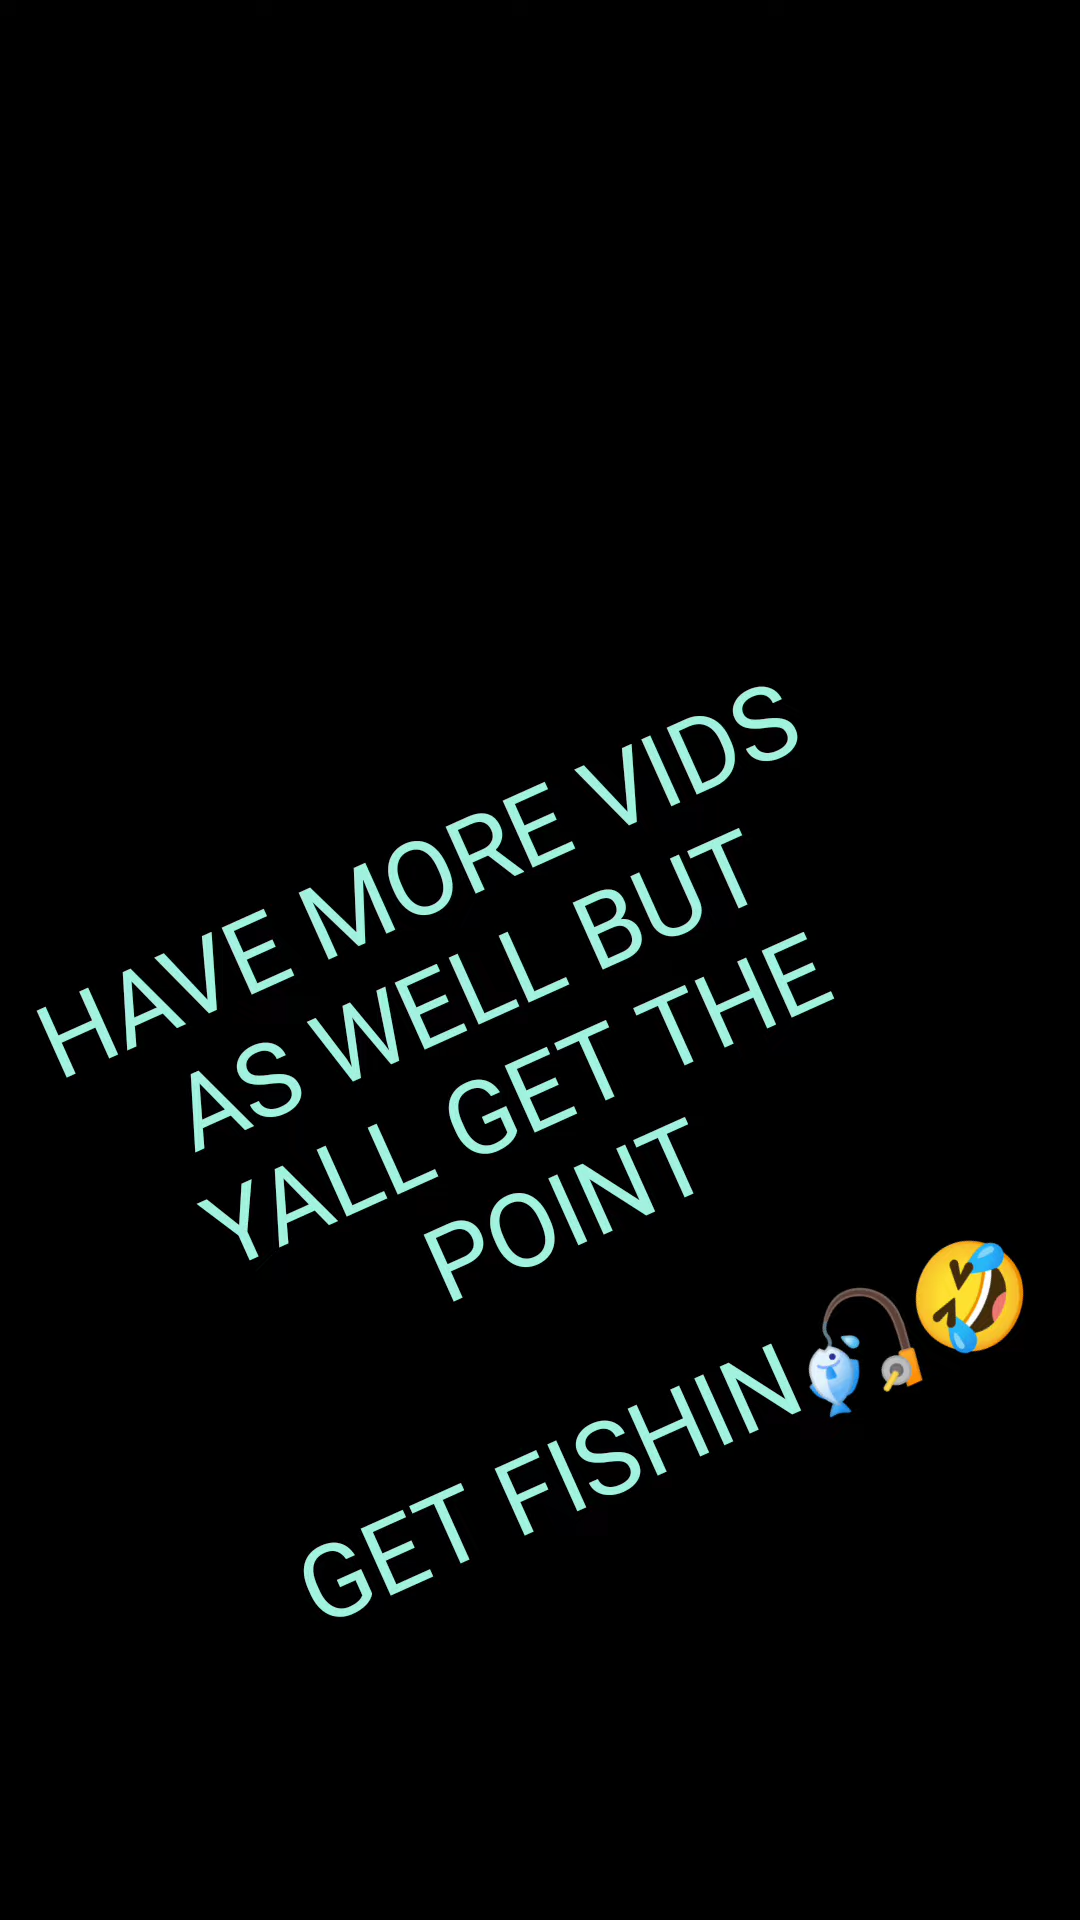 HAVE MORE VIDS
AS WELL BUT
YALL GET THE
POINT
GET FISHIN🎣🤣